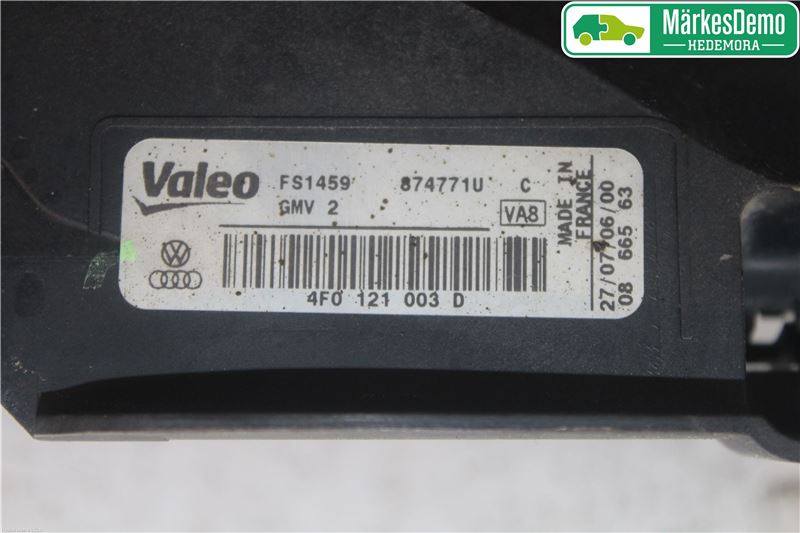 MärkesDemo
HEDEMORA
Valeo
FS1459 874771U C
GMV 2
VA8
4F0 121 003 D
MADE IN
FRANCE
27/07/06/00
08 665 63